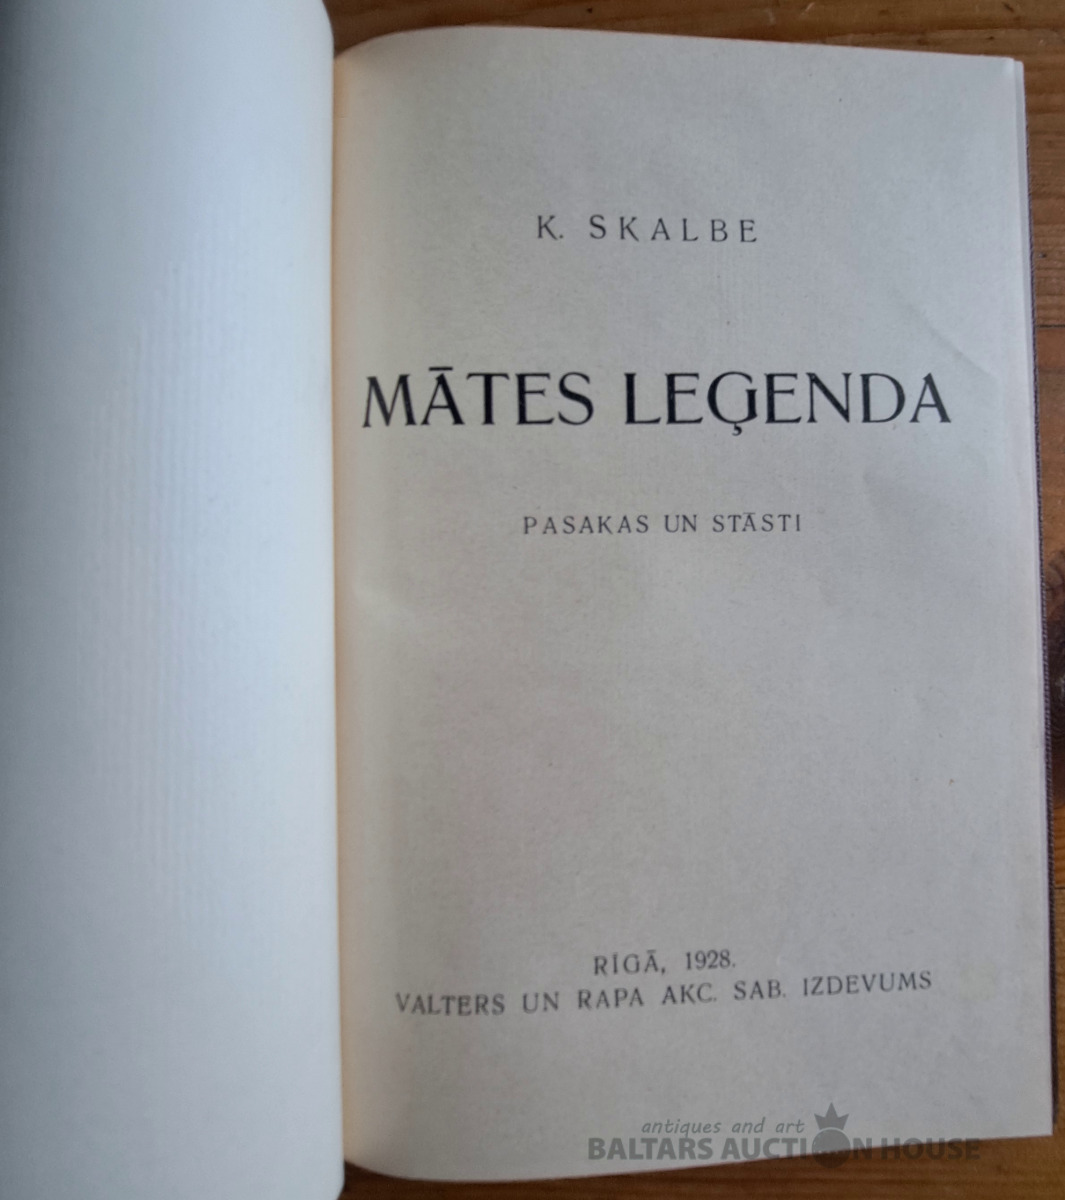 K. SKALBE
MĀTES LEĢENDA
PASAKAS UN STĀSTI
RĪGĀ, 1928.
VALTERS UN RAPA AKC. SAB. IZDEVUMS
antiques and art
BALTARS AUCTION HOUSE